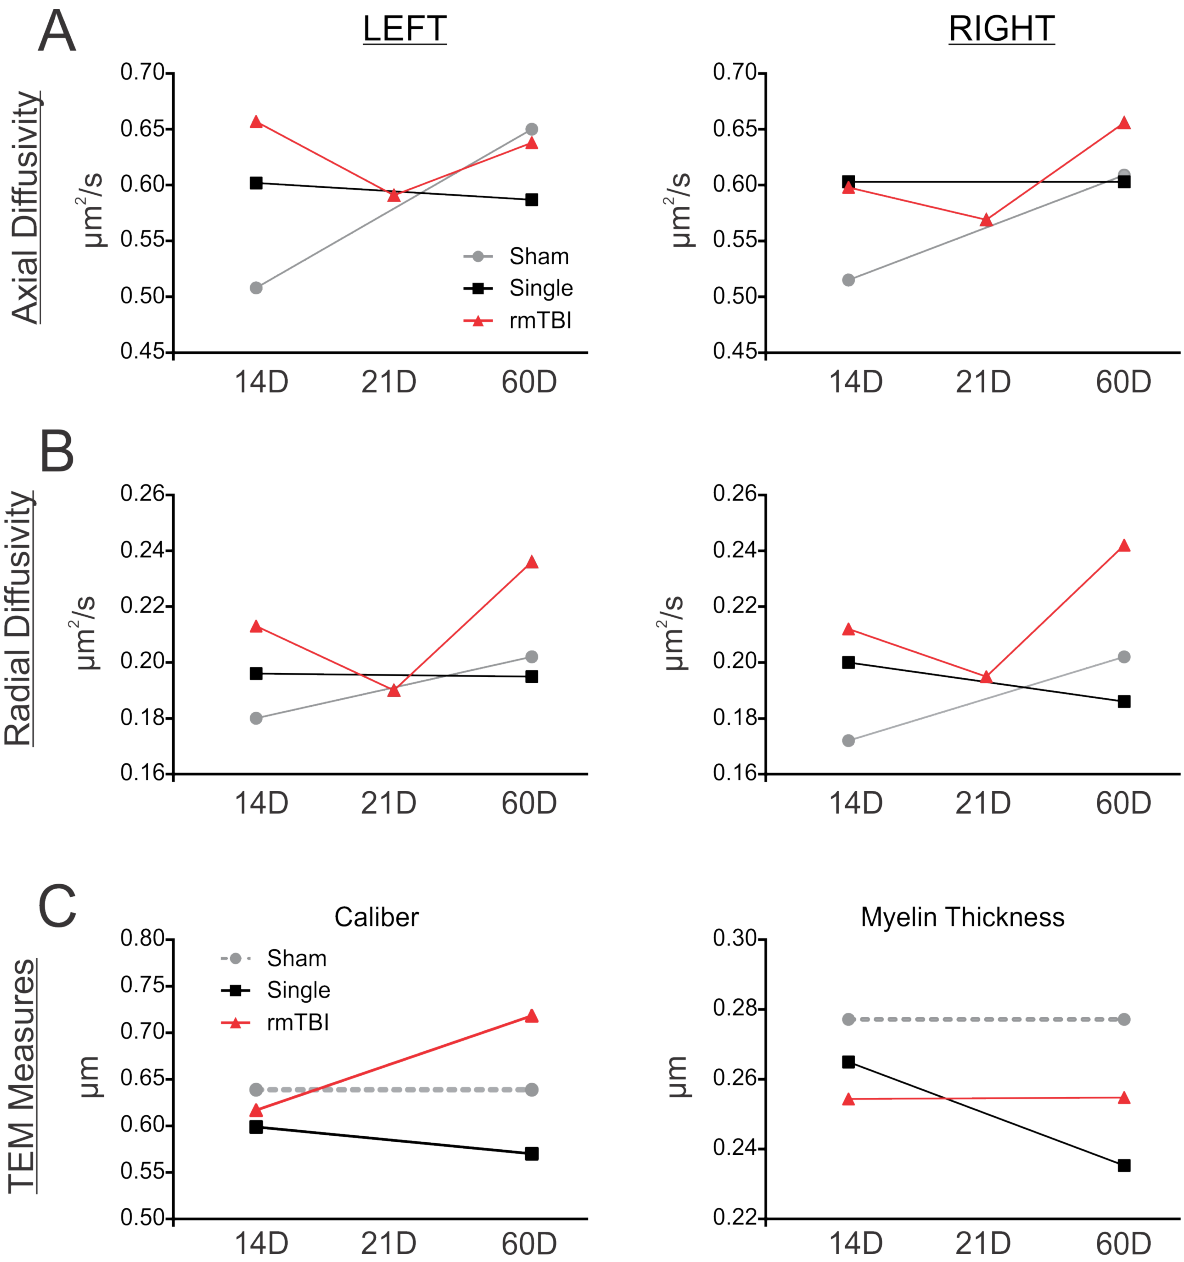 A
LEFT
RIGHT
Axial Diffusivity
µm²/s
0.70
0.65
0.60
0.55
0.50
0.45
14D 21D 60D
Sham
Single
rmTBI
µm²/s
0.70
0.65
0.60
0.55
0.50
0.45
14D 21D 60D
B
Radial Diffusivity
µm²/s
0.26
0.24
0.22
0.20
0.18
0.16
14D 21D 60D
µm²/s
0.26
0.24
0.22
0.20
0.18
0.16
14D 21D 60D
C
TEM Measures
Caliber
µm
0.80
0.75
0.70
0.65
0.60
0.55
0.50
Sham
Single
rmTBI
14D 21D 60D
Myelin Thickness
µm
0.30
0.28
0.26
0.24
0.22
14D 21D 60D